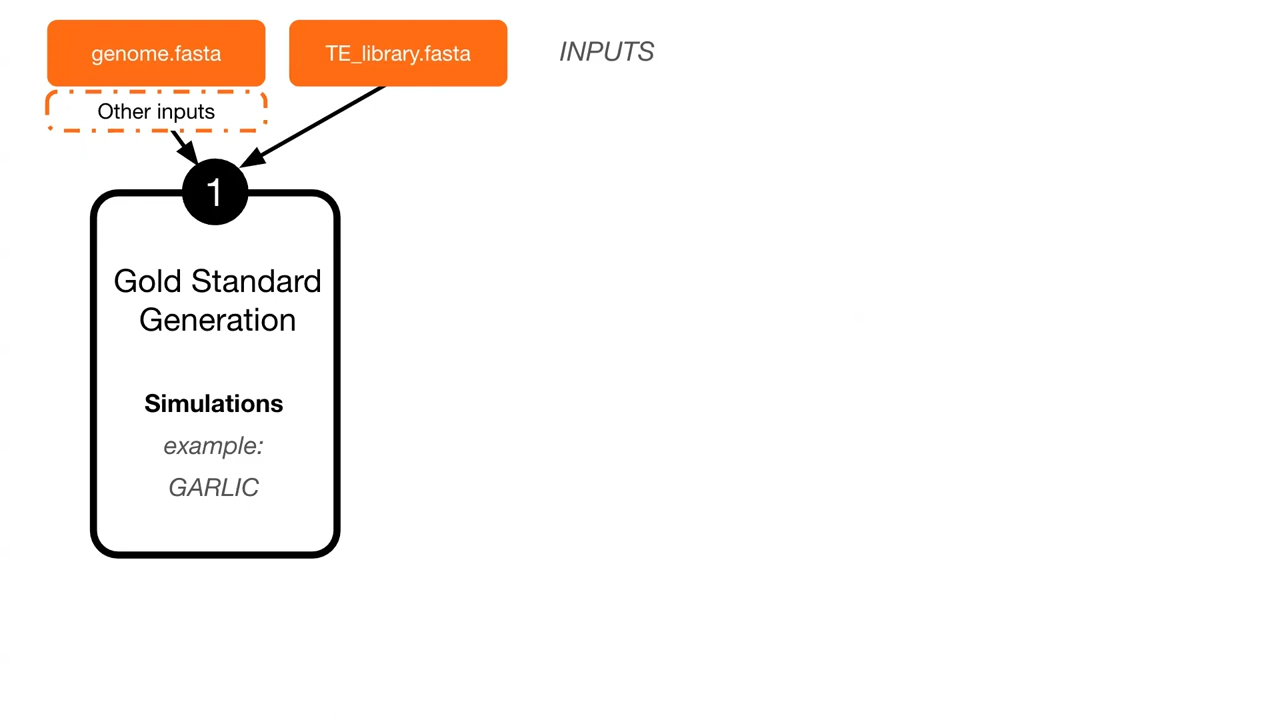 genome.fasta
TE_library.fasta
INPUTS
Other inputs
1
Gold Standard
Generation
Simulations
example:
GARLIC